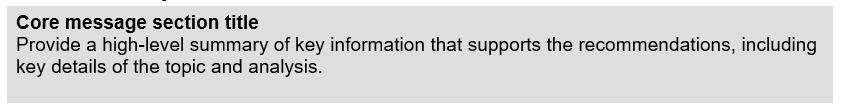 Core message section title
Provide a high-level summary of key information that supports the recommendations, including
key details of the topic and analysis.